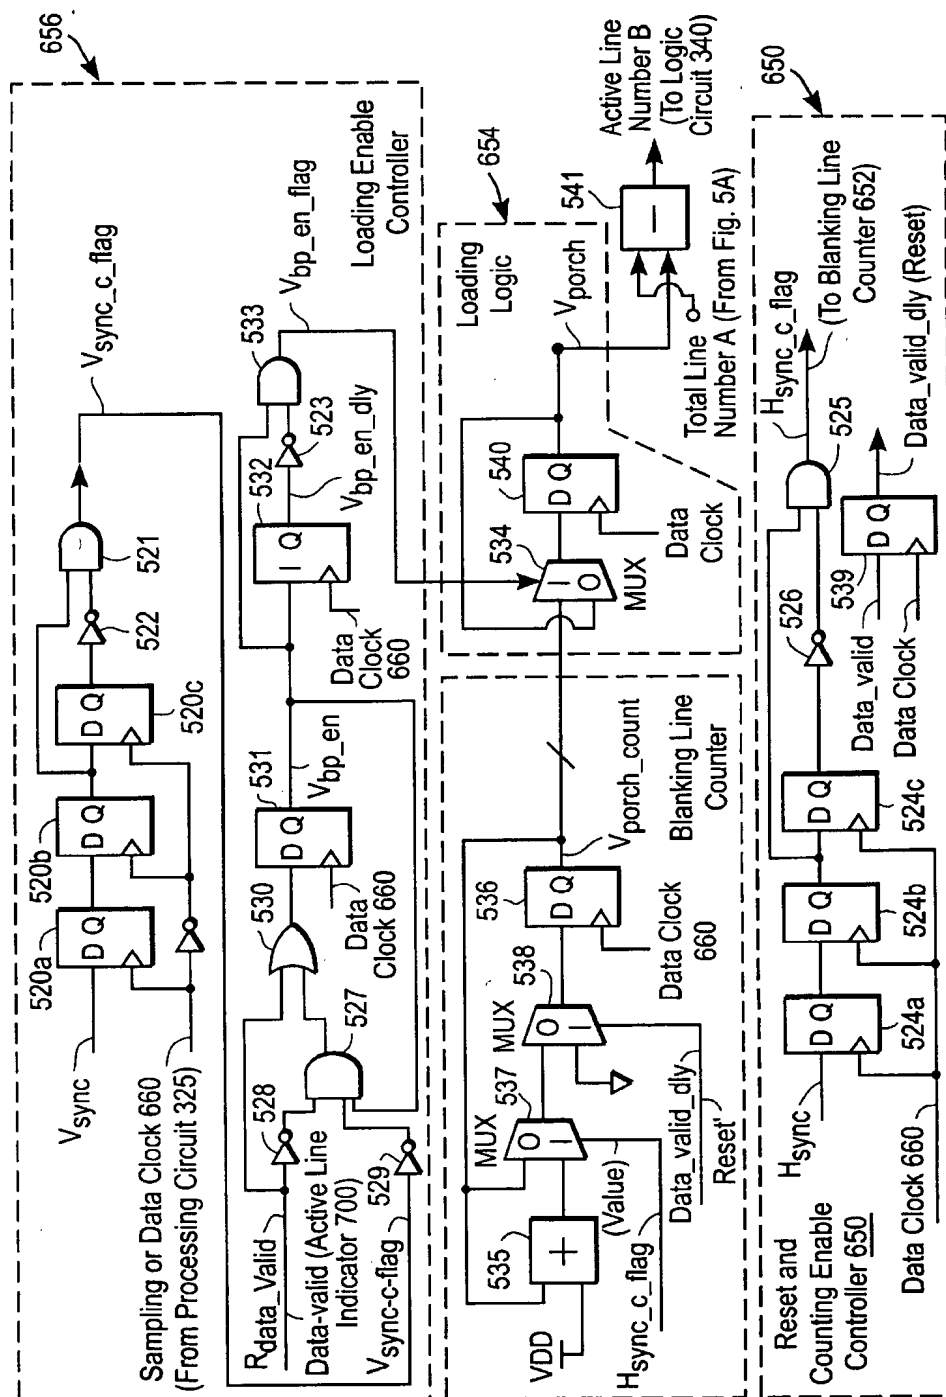 656
Vsync_c_flag
Vsync
520a
D Q
520b
D Q
D Q
520c
522
521
Sampling or Data Clock 660
(From Processing Circuit 325)
Rdata_Valid
Data-valid (Active Line
Indicator 700)
Vsync-c-flag
528
529
527
530
531
D Q
Data
Clock 660
Vbp_en
532
I Q
Data
Clock
660
Vbp_en_dly
523
533
Vbp_en_flag
Loading Enable
Controller
VDD
535
+
Hsync_c_flag
(Value)
MUX
537
O
I
MUX
538
O
I
Data_valid_dly
Reset'
536
D Q
Data Clock
660
Vporch_count
Blanking Line
Counter
654
Loading
Logic
534
I
O
MUX
540
D Q
Data
Clock
Vporch
Total Line
Number A (From Fig. 5A)
541
−
Active Line
Number B
(To Logic
Circuit 340)
650
Reset and
Counting Enable
Controller 650
Hsync
D Q
524a
D Q
524b
D Q
524c
Data Clock 660
526
525
Hsync_c_flag
(To Blanking Line
Counter 652)
Data_valid
Data Clock
539
D Q
Data_valid_dly (Reset)